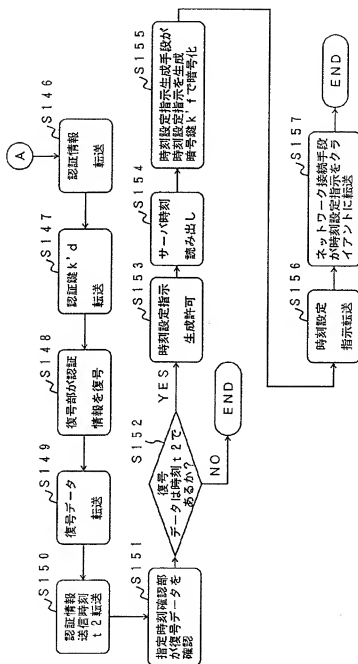 A
S146
認証情報
転送
S147
認証鍵k'd
転送
S148
復号部が認証
情報を復号
S149
復号データ
転送
S150
認証情報
送信時刻
t2転送
S151
指定時刻確認部
が復号データを
確認
S152
復号
データは時刻t2で
あるか?
NO
END
YES
S153
時刻設定指示
生成許可
S154
サーバ時刻
読み出し
S155
時刻設定指示生成手段が
時刻設定指示を生成
暗号鍵k'fで暗号化
S156
時刻設定
指示転送
S157
ネットワーク接続手段
が時刻設定指示をクラ
イアントに転送
END